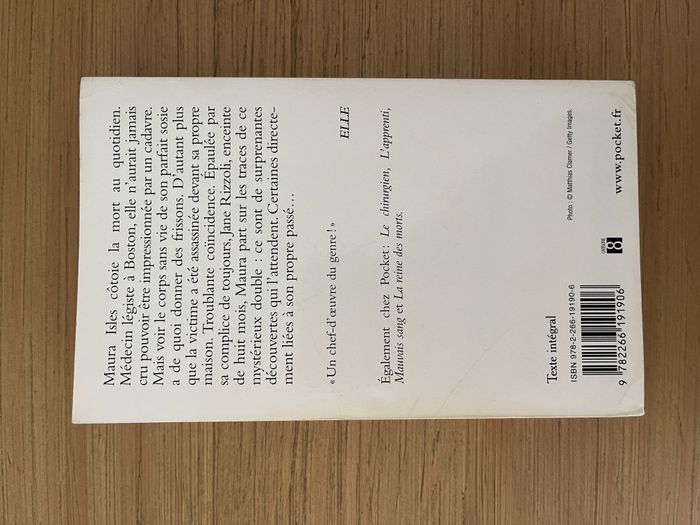 Maura Isles côtoie la mort au quotidien.
Médecin légiste à Boston, elle n'aurait jamais
cru pouvoir être impressionnée par un cadavre.
Mais voir le corps sans vie de son parfait sosie
a de quoi donner des frissons. D'autant plus
que la victime a été assassinée devant sa propre
maison. Troublante coïncidence. Épaulée par
sa complice de toujours, Jane Rizzoli, enceinte
de huit mois, Maura part sur les traces de ce
mystérieux double : ce sont de surprenantes
découvertes qui l'attendent. Certaines directe-
ment liées à son propre passé…
« Un chef-d'œuvre du genre ! »
ELLE
Également chez Pocket : Le chirurgien, L'apprenti,
Mauvais sang et La reine des morts.
Texte intégral
ISBN 978-2-266-19190-6
9 782266 191906
CATÉGORIE
8
Photo : © Matthias Clamer / Getty Images.
www.pocket.fr